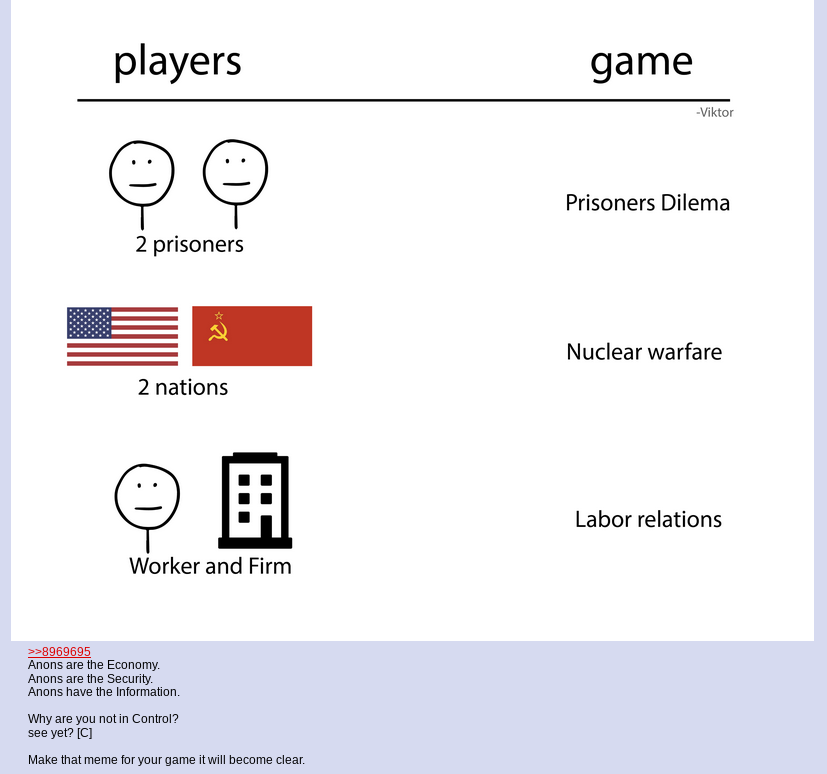 players game
-Viktor
Prisoners Dilema
2 prisoners
Nuclear warfare
2 nations
Labor relations
Worker and Firm
>>8969695
Anons are the Economy.
Anons are the Security.
Anons have the Information.
Why are you not in Control?
see yet? [C]
Make that meme for your game it will become clear.